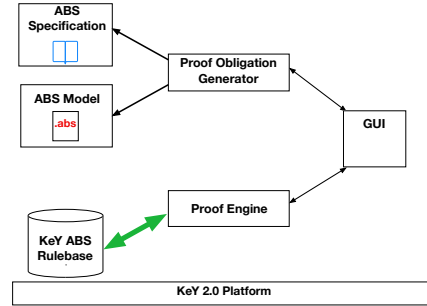 ABS
Specification
Proof Obligation
Generator
ABS Model
.abs
GUI
Proof Engine
KeY ABS
Rulebase
KeY 2.0 Platform